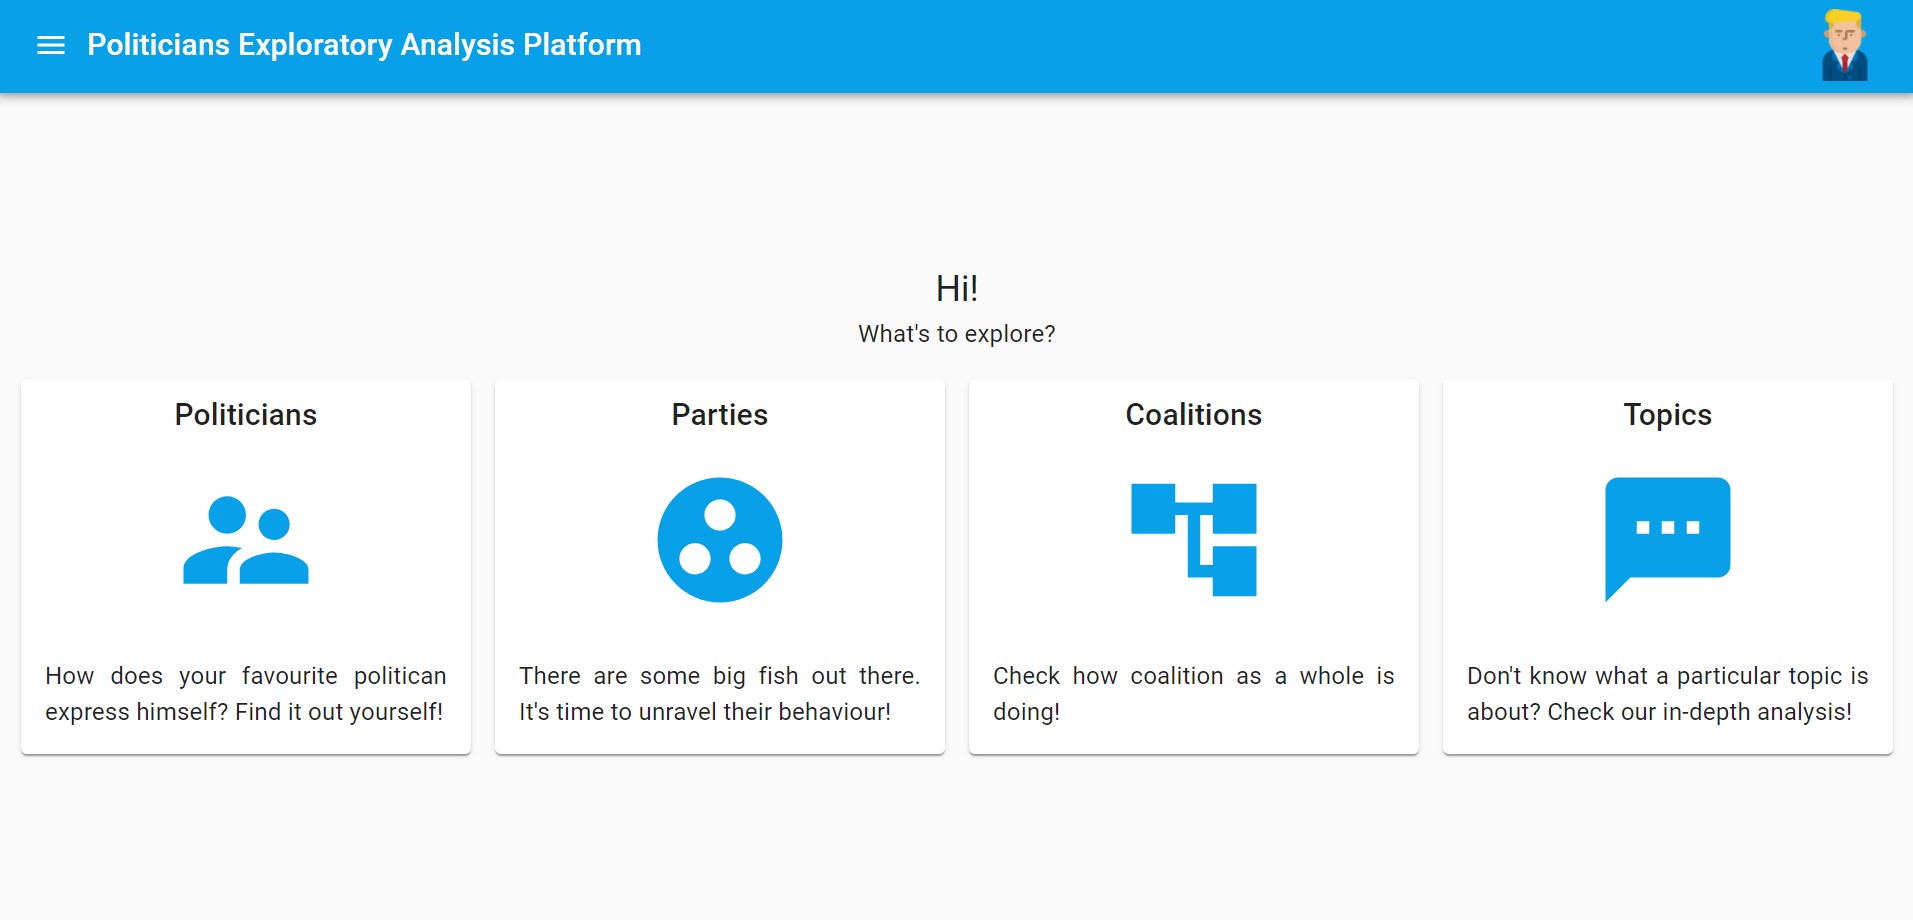 Politicians Exploratory Analysis Platform
Hi!
What's to explore?
Politicians
How does your favourite politican
express himself? Find it out yourself!
Parties
There are some big fish out there.
It's time to unravel their behaviour!
Coalitions
Check how coalition as a whole is
doing!
Topics
Don't know what a particular topic is
about? Check our in-depth analysis!